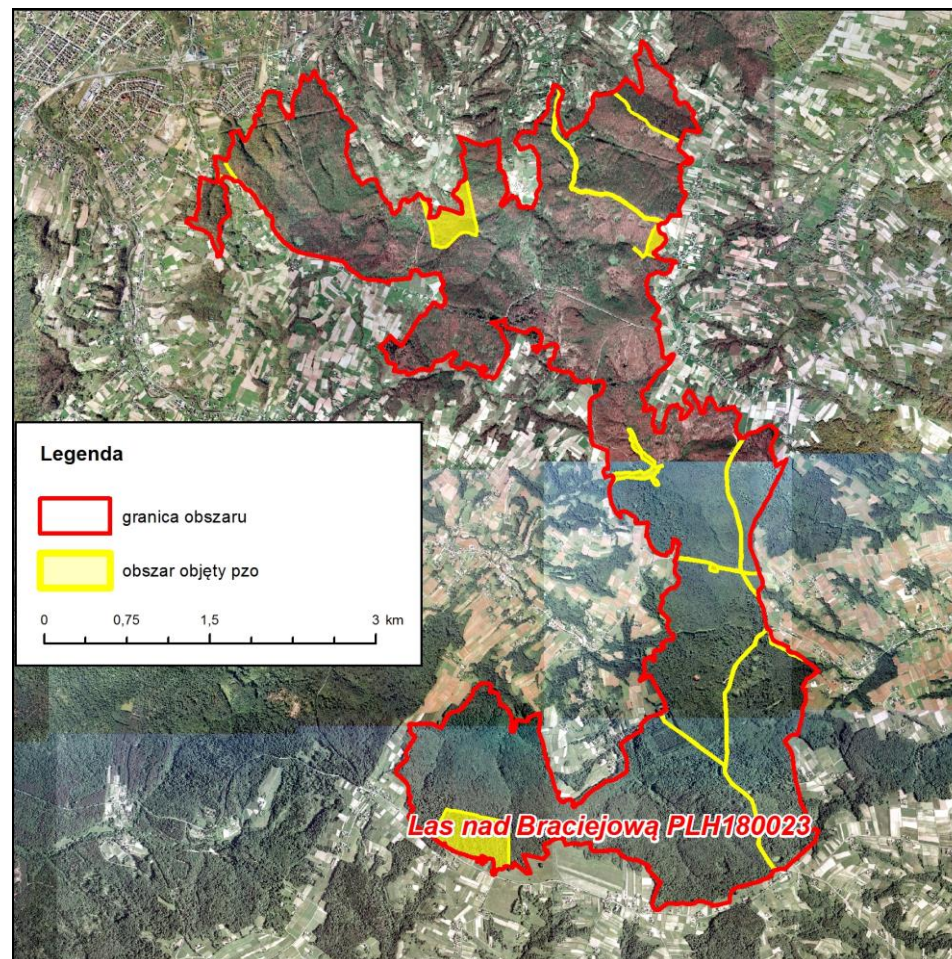 Legenda
granica obszaru
obszar objęty pzo
0 0,75 1,5 3 km
Las nad Braciejową PLH180023